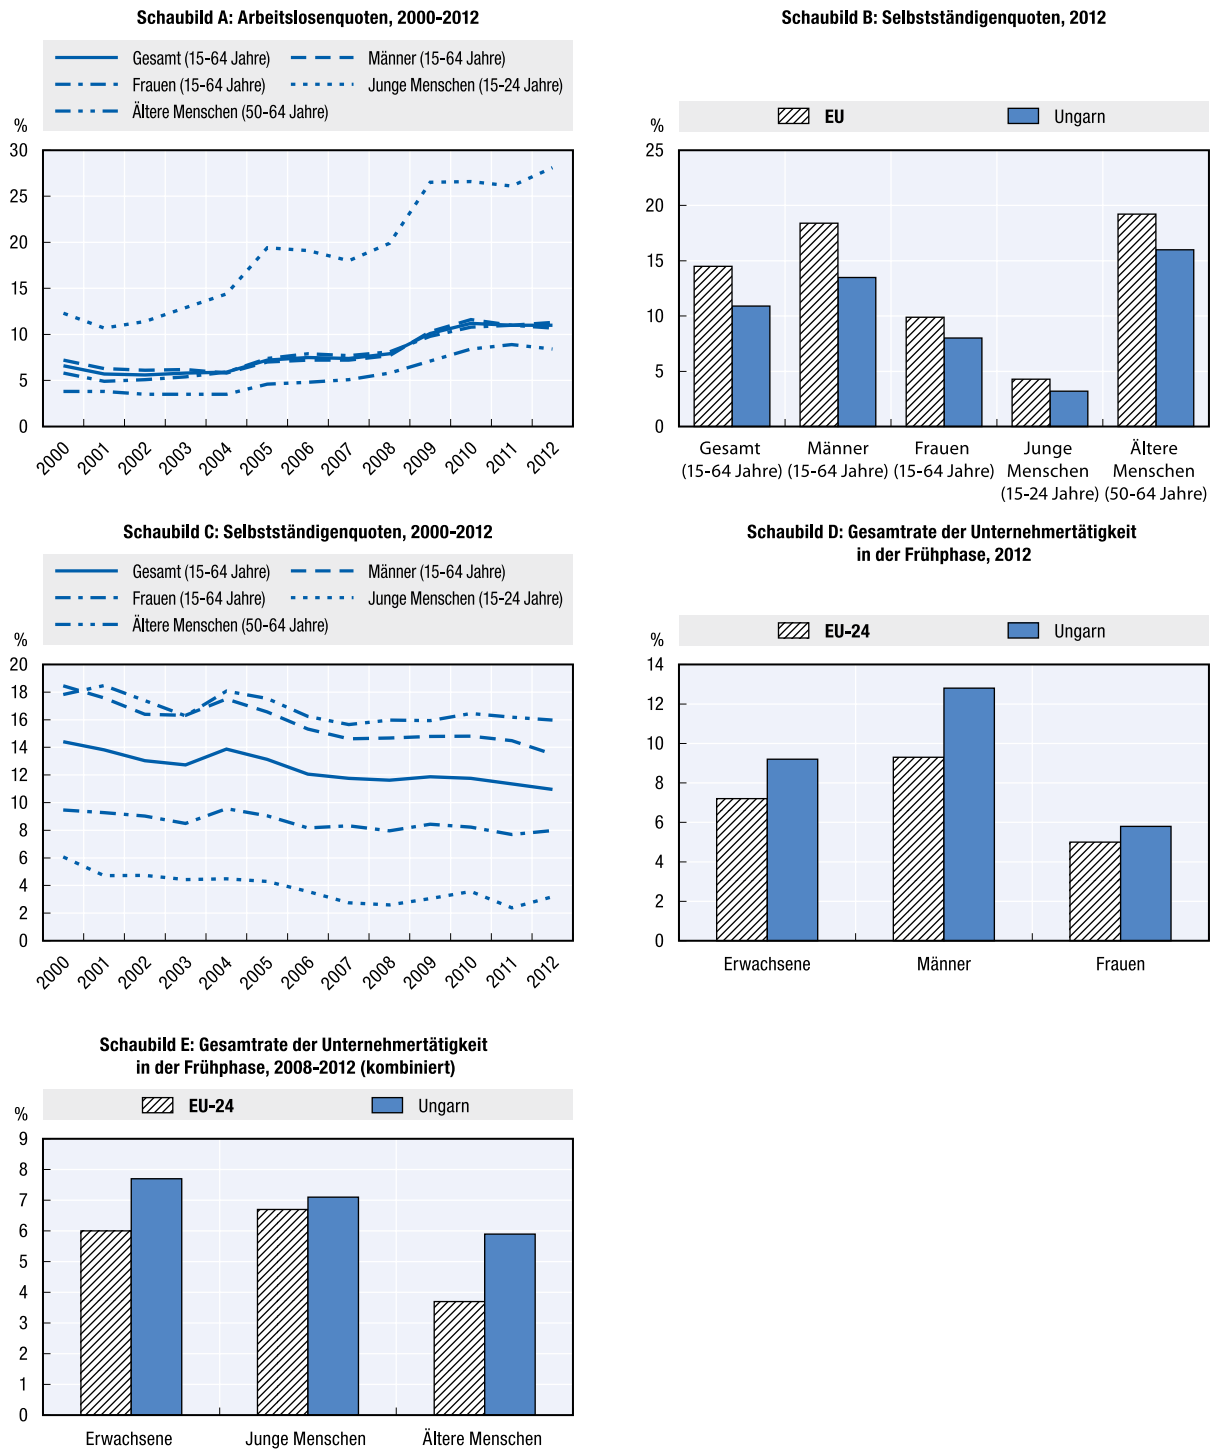 Schaubild A: Arbeitslosenquoten, 2000-2012
Gesamt (15-64 Jahre)
Männer (15-64 Jahre)
Frauen (15-64 Jahre)
Junge Menschen (15-24 Jahre)
Ältere Menschen (50-64 Jahre)
%
30
25
20
15
10
5
0
2000
2001
2002
2003
2004
2005
2006
2007
2008
2009
2010
2011
2012
Schaubild B: Selbstständigenquoten, 2012
EU
Ungarn
%
25
20
15
10
5
0
Gesamt
(15-64 Jahre)
Männer
(15-64 Jahre)
Frauen
(15-64 Jahre)
Junge
Menschen
(15-24 Jahre)
Ältere
Menschen
(50-64 Jahre)
Schaubild C: Selbstständigenquoten, 2000-2012
Gesamt (15-64 Jahre)
Männer (15-64 Jahre)
Frauen (15-64 Jahre)
Junge Menschen (15-24 Jahre)
Ältere Menschen (50-64 Jahre)
%
20
18
16
14
12
10
8
6
4
2
0
2000
2001
2002
2003
2004
2005
2006
2007
2008
2009
2010
2011
2012
Schaubild D: Gesamtrate der Unternehmertätigkeit
in der Frühphase, 2012
EU-24
Ungarn
%
14
12
10
8
6
4
2
0
Erwachsene
Männer
Frauen
Schaubild E: Gesamtrate der Unternehmertätigkeit
in der Frühphase, 2008-2012 (kombiniert)
EU-24
Ungarn
%
9
8
7
6
5
4
3
2
1
0
Erwachsene
Junge Menschen
Ältere Menschen